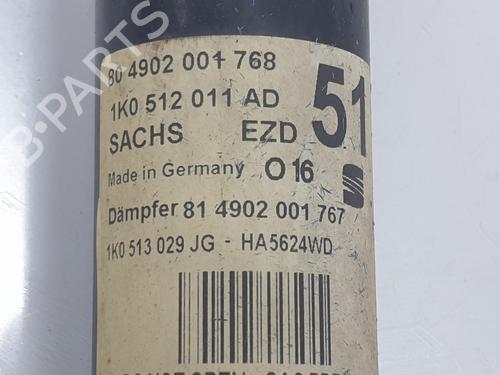 80 4902 001 768
1K0 512 011 AD
51
SACHS EZD
Made in Germany O 16
Dämpfer 81 4902 001 767
1K0 513 029 JG - HA5624WD
B-PARTS